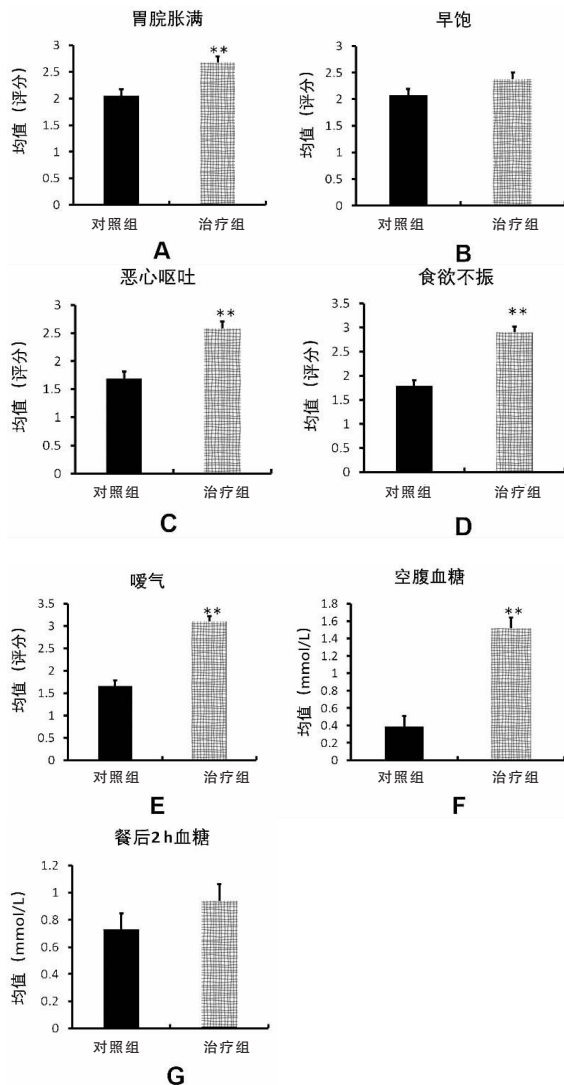 胃脘胀满
**
均值（评分）
3
2.5
2
1.5
1
0.5
0
对照组 治疗组
A
早饱
均值（评分）
3
2.5
2
1.5
1
0.5
0
对照组 治疗组
B
恶心呕吐
**
均值（评分）
3
2.5
2
1.5
1
0.5
0
对照组 治疗组
C
食欲不振
**
均值（评分）
3.5
3
2.5
2
1.5
1
0.5
0
对照组 治疗组
D
嗳气
**
均值（评分）
3.5
3
2.5
2
1.5
1
0.5
0
对照组 治疗组
E
空腹血糖
**
均值（mmol/L)
1.8
1.6
1.4
1.2
1
0.8
0.6
0.4
0.2
0
对照组 治疗组
F
餐后2h血糖
均值（mmol/L)
1.2
1
0.8
0.6
0.4
0.2
0
对照组 治疗组
G